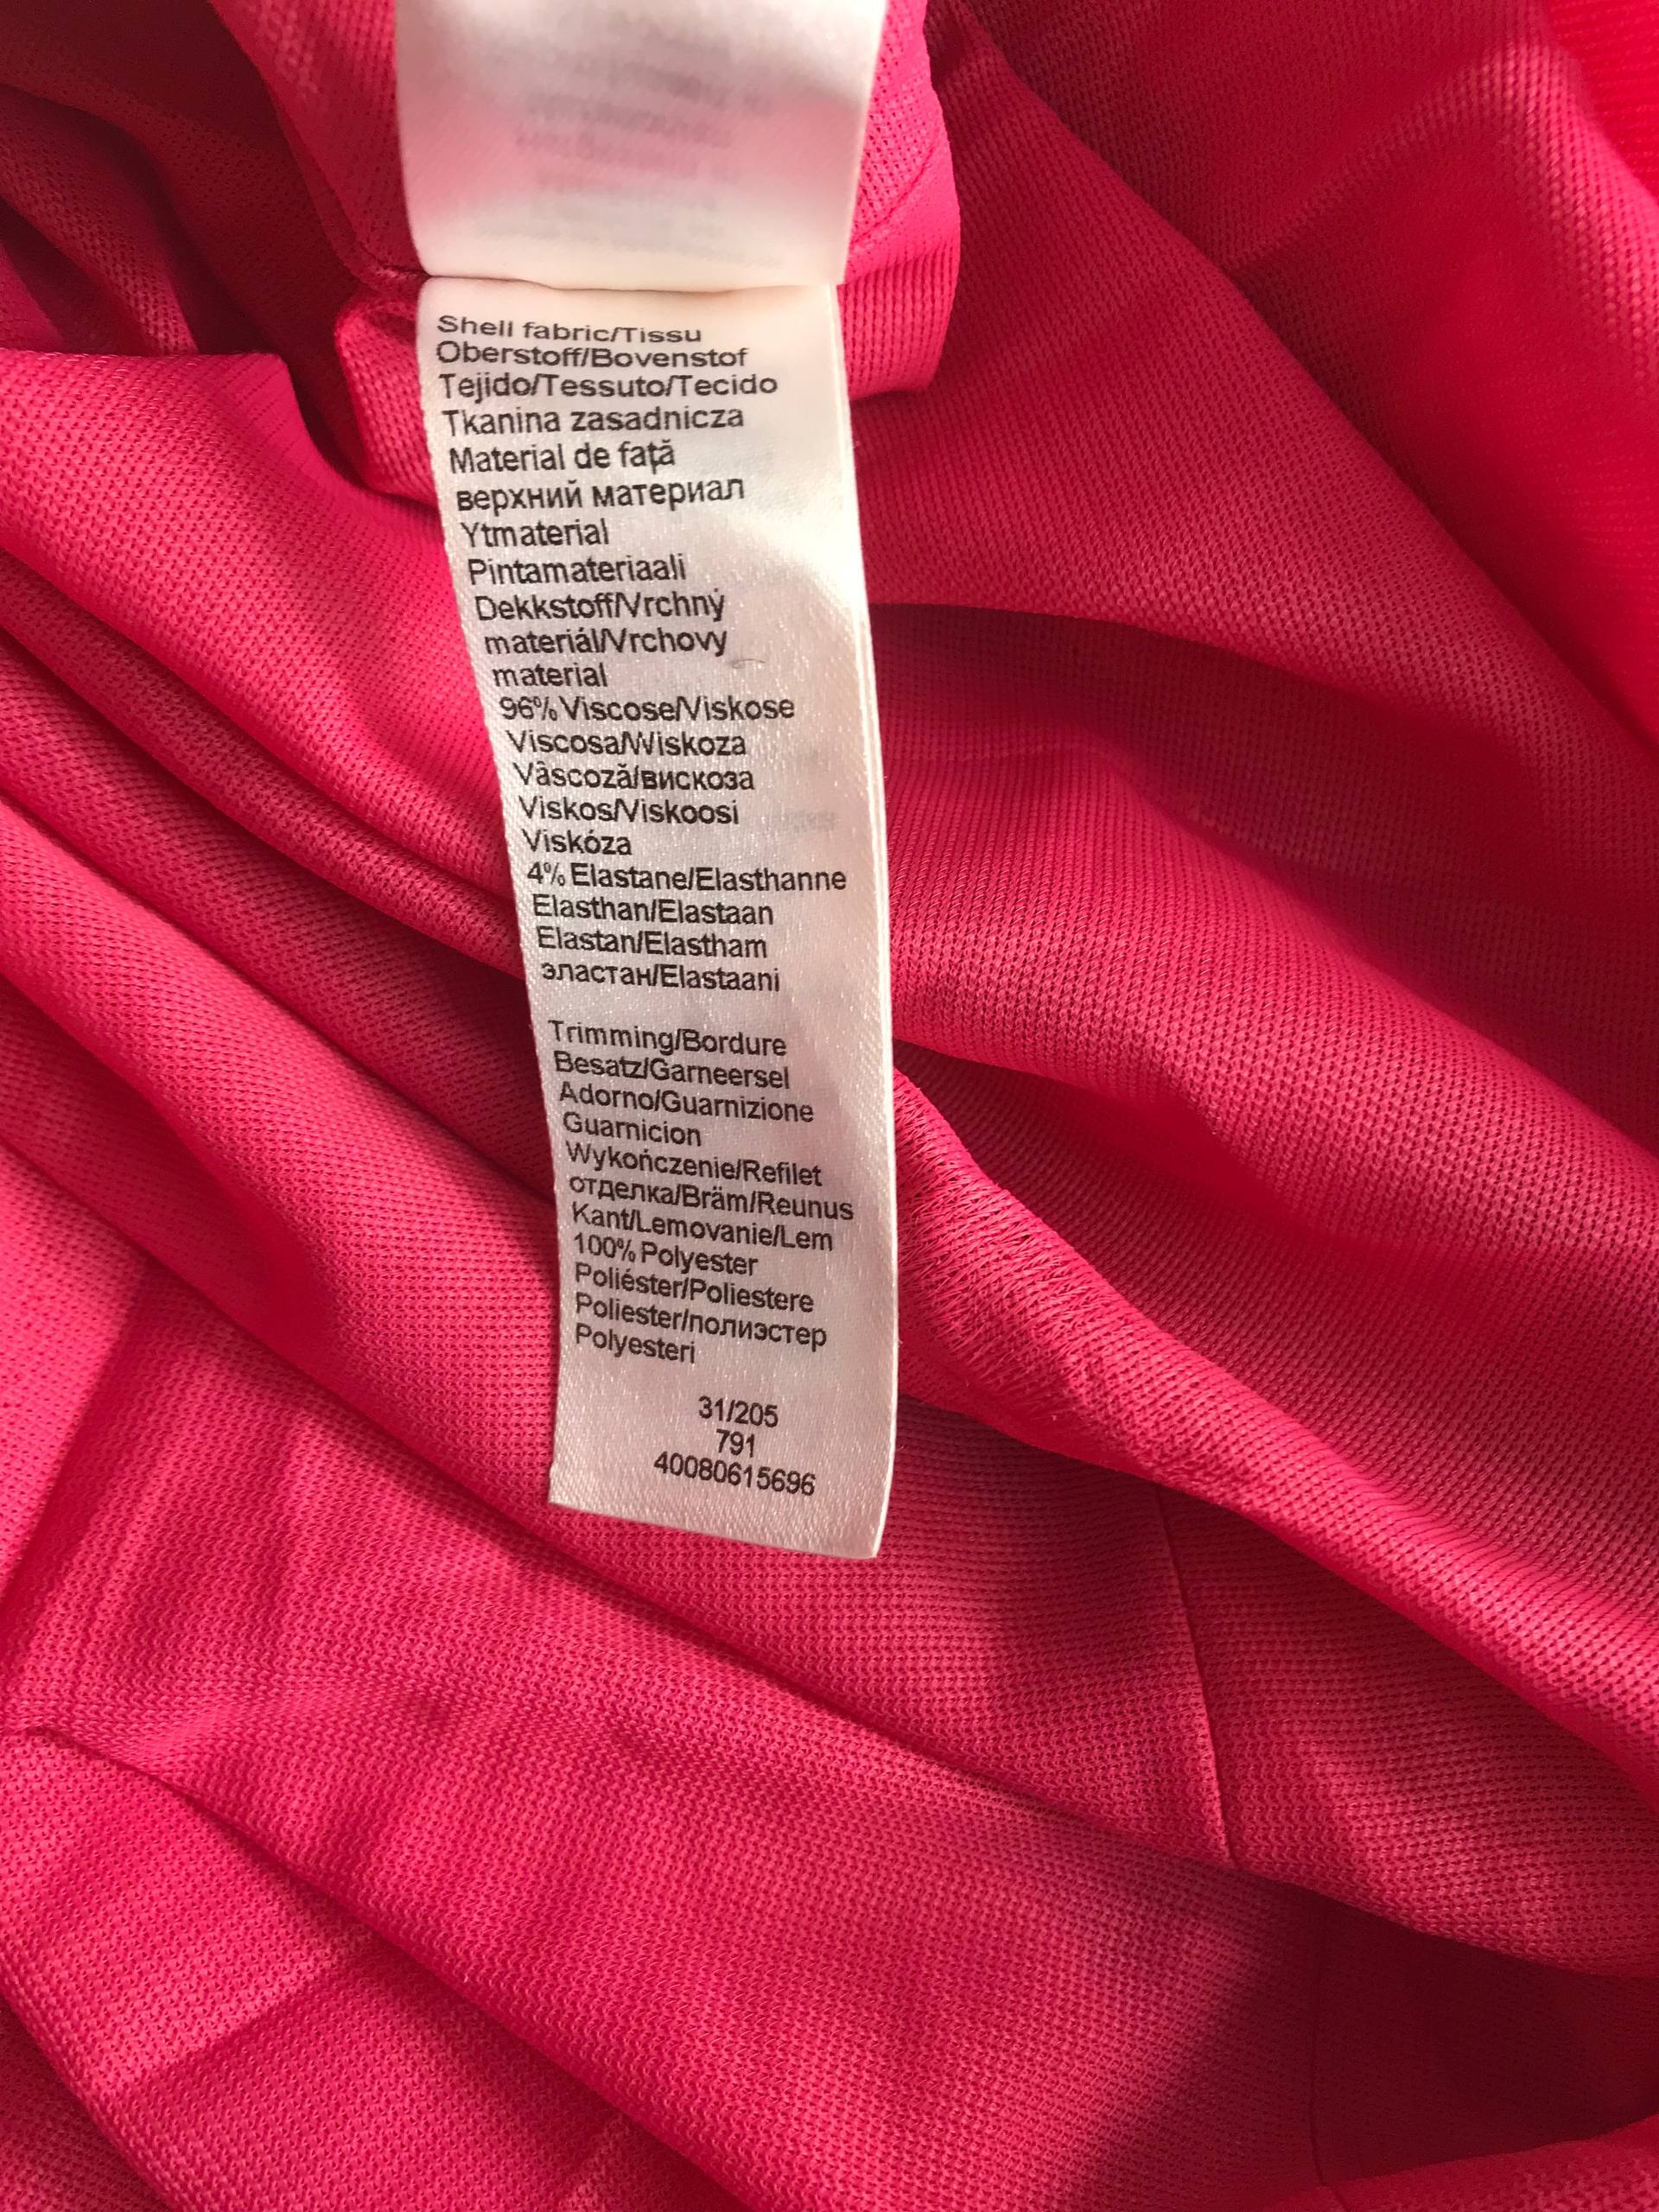 Shell fabric/Tissu
Oberstoff/Bovenstof
Tejido/Tessuto/Tecido
Tkanina zasadnicza
Material de faţă
верхний материал
Ytmaterial
Pintamateriaali
Dekkstoff/Vrchný
materiál/Vrchovy
material
96% Viscose/Viskose
Viscosa/Wiskoza
Vâscoză/вискоза
Viskos/Viskoosi
Viskóza
4% Elastane/Elasthanne
Elasthan/Elastaan
Elastan/Elastham
эластан/Elastaani
Trimming/Bordure
Besatz/Garneersel
Adorno/Guarnizione
Guarnicion
Wykończenie/Refilet
отделка/Bräm/Reunus
Kant/Lemovanie/Lem
100% Polyester
Poliéster/Poliestere
Poliester/полиэстер
Polyesteri
31/205
791
40080615696